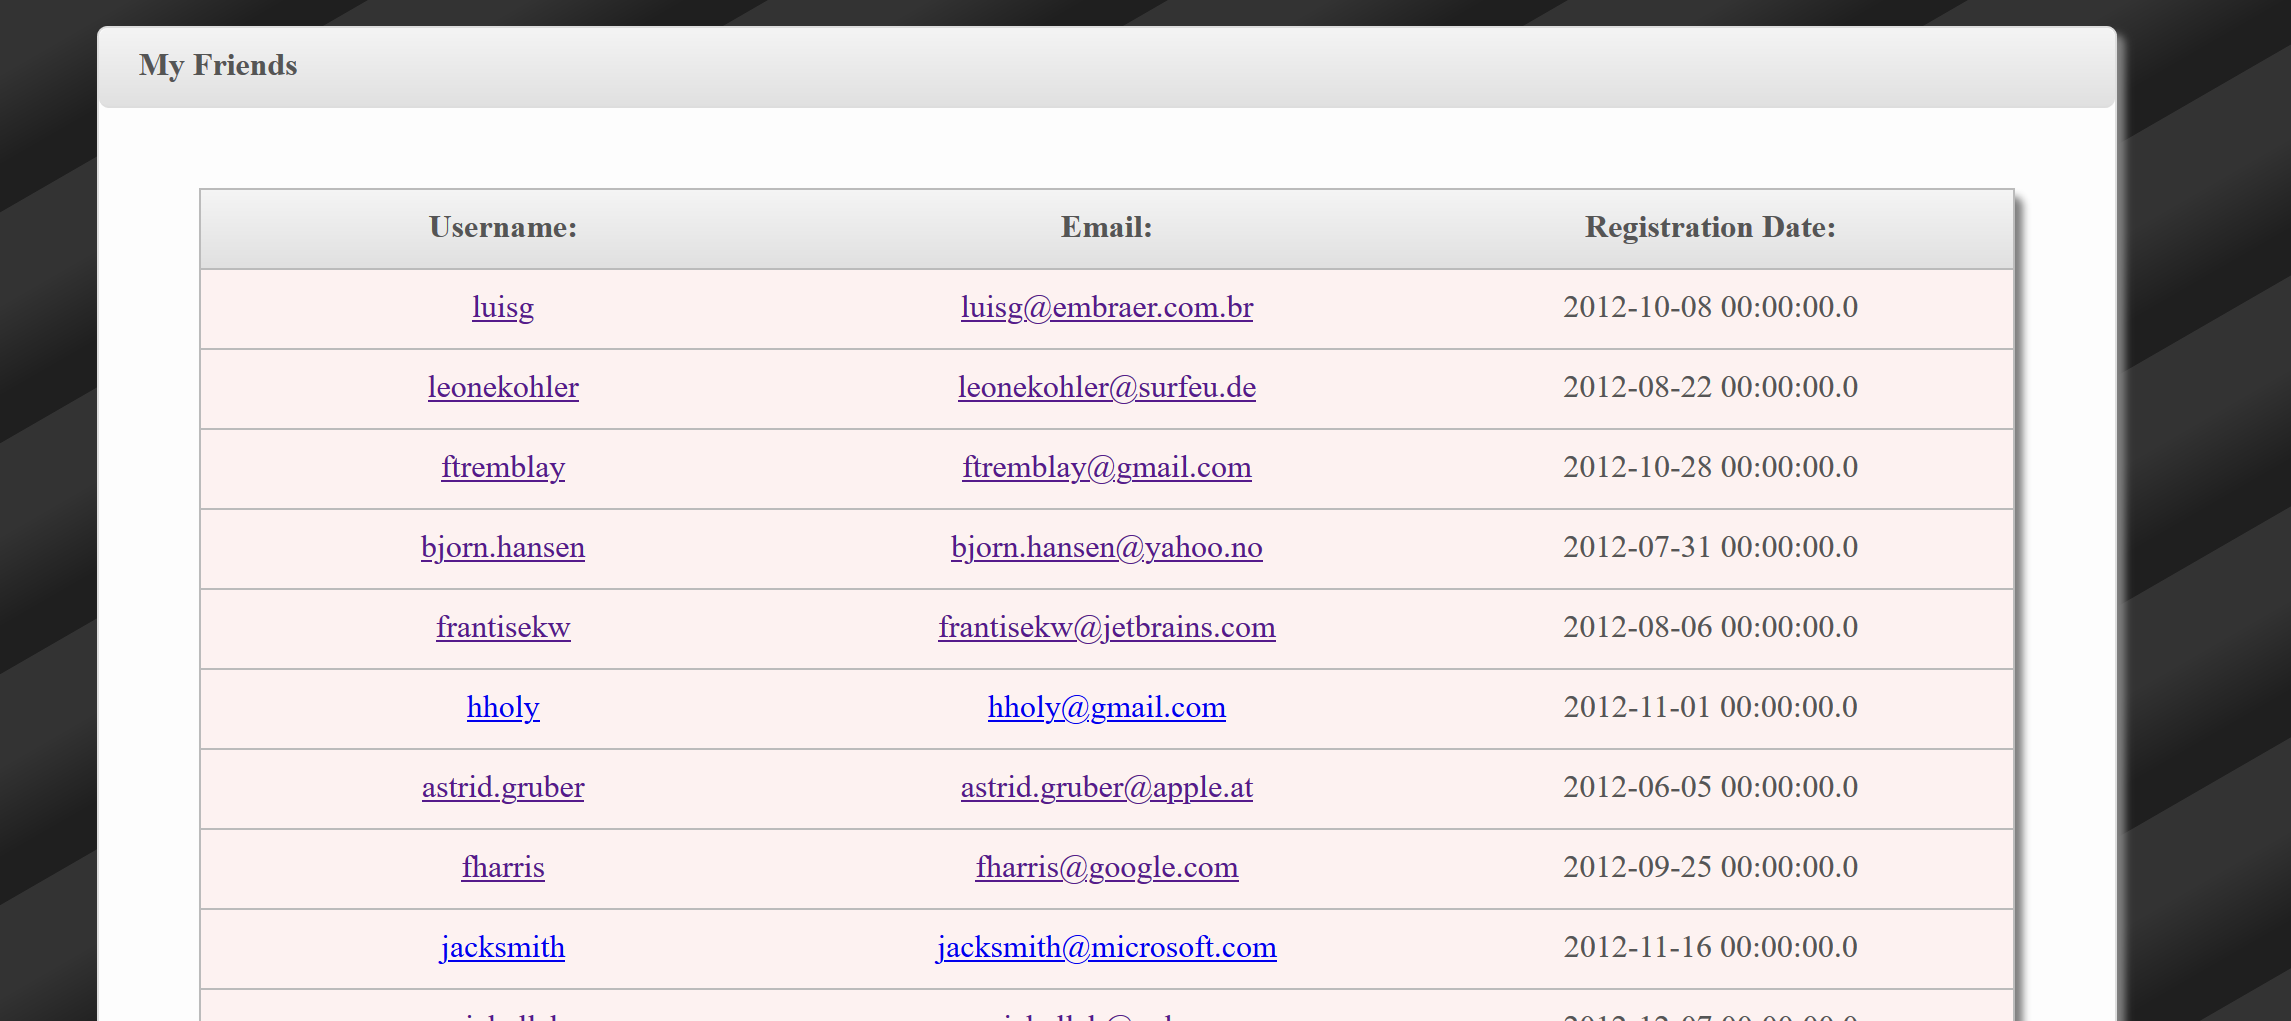 My Friends
Username: Email: Registration Date:
luisg luisg@embraer.com.br 2012-10-08 00:00:00.0
leonekohler leonekohler@surfeu.de 2012-08-22 00:00:00.0
ftremblay ftremblay@gmail.com 2012-10-28 00:00:00.0
bjorn.hansen bjorn.hansen@yahoo.no 2012-07-31 00:00:00.0
frantisekw frantisekw@jetbrains.com 2012-08-06 00:00:00.0
hholy hholy@gmail.com 2012-11-01 00:00:00.0
astrid.gruber astrid.gruber@apple.at 2012-06-05 00:00:00.0
fharris fharris@google.com 2012-09-25 00:00:00.0
jacksmith jacksmith@microsoft.com 2012-11-16 00:00:00.0